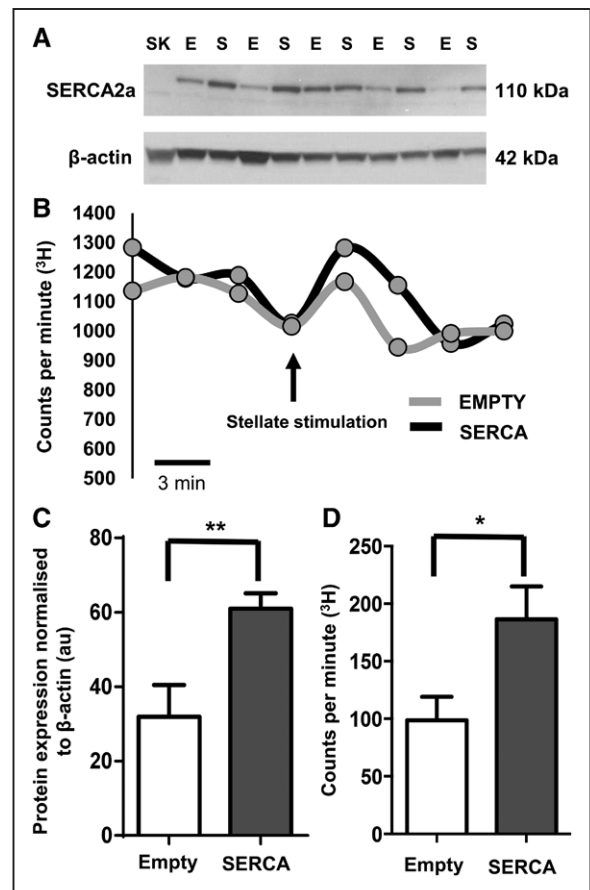 A
SK E S E S E S E S E S
SERCA2a
110 kDa
β-actin
42 kDa
B
Counts per minute (³H)
1400
1300
1200
1100
1000
900
800
700
600
500
Stellate stimulation
3 min
EMPTY
SERCA
C
Protein expression normalised
to β-actin (au)
80
60
40
20
0
**
Empty SERCA
D
Counts per minute (³H)
250
200
150
100
50
0
*
Empty SERCA